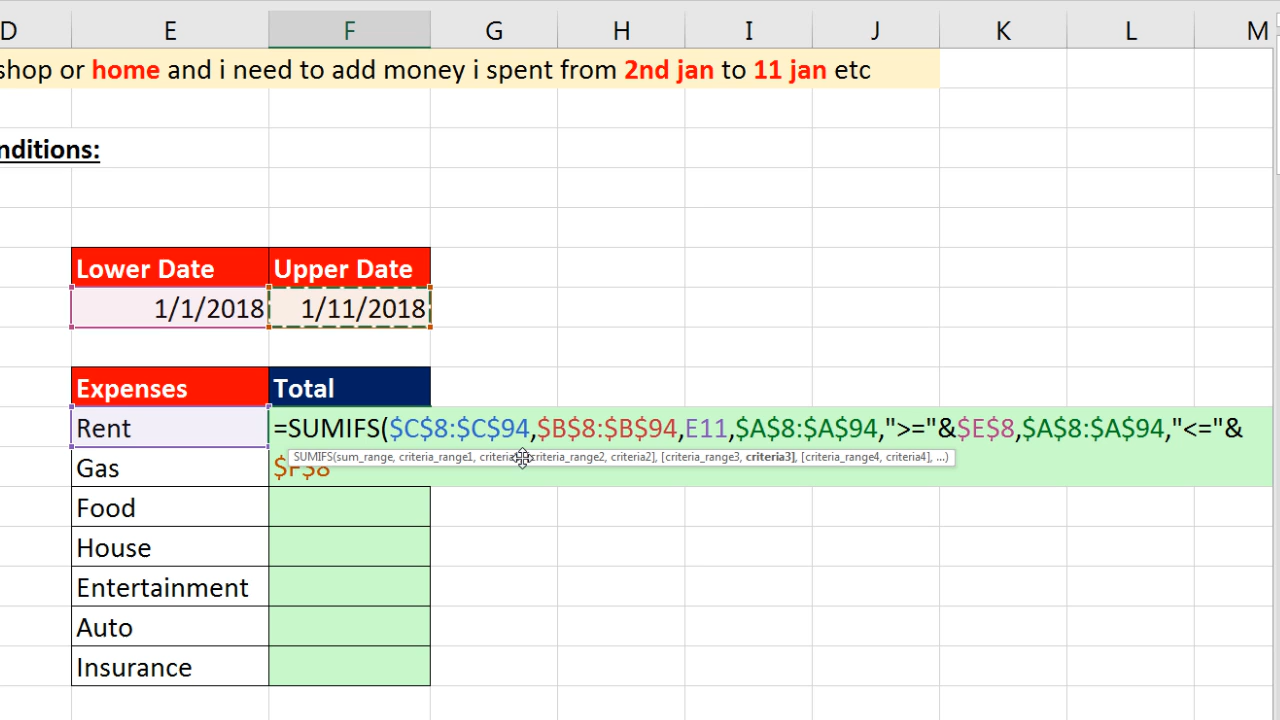 D E F G H I J K L M
shop or home and i need to add money i spent from 2nd jan to 11 jan etc
nditions:
Lower Date Upper Date
1/1/2018 1/11/2018
Expenses Total
Rent =SUMIFS($C$8:$C$94,$B$8:$B$94,E11,$A$8:$A$94,">="&$E$8,$A$8:$A$94,"<="&
SUMIFS(sum_range, criteria_range1, criteria criteria_range2, criteria2], [criteria_range3, criteria3], [criteria_range4, criteria4], ...)
Gas $F$8
Food
House
Entertainment
Auto
Insurance